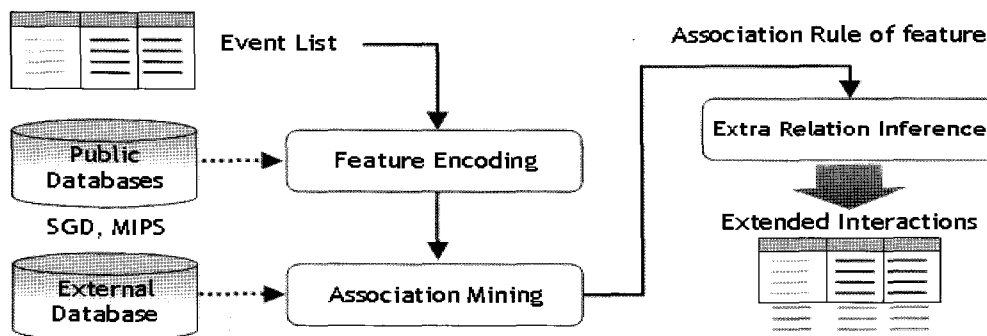 Event List
Association Rule of feature
Public
Databases
Feature Encoding
Extra Relation Inference
SGD, MIPS
Extended Interactions
External
Database
Association Mining